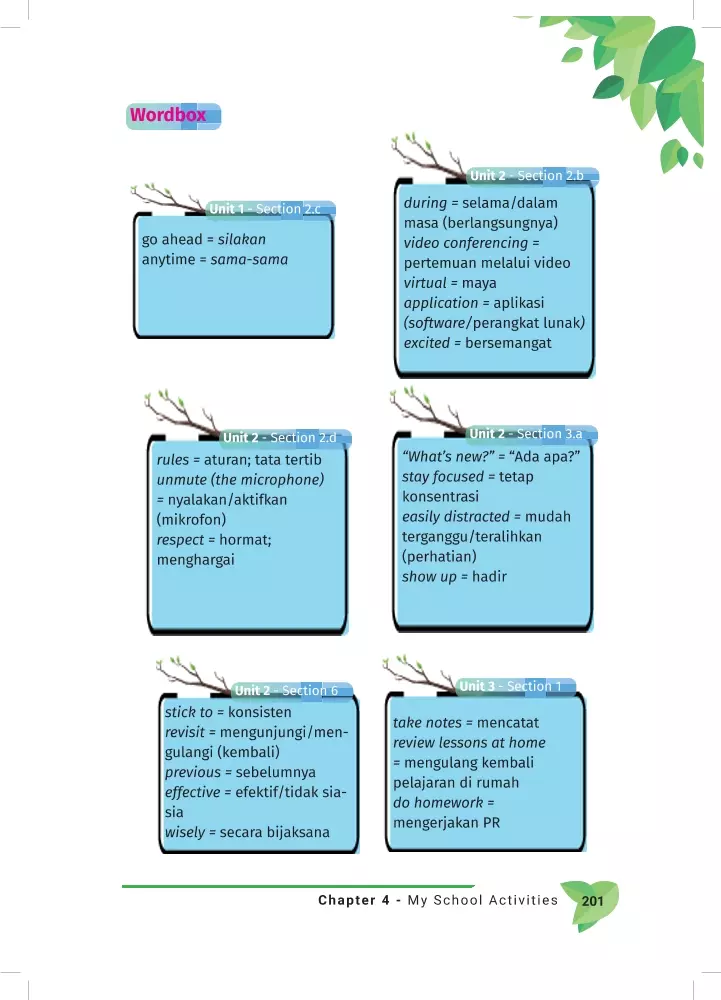 Wordbox
Unit 1 - Section 2.c
go ahead = silakan
anytime = sama-sama
Unit 2 - Section 2.b
during = selama/dalam
masa (berlangsungnya)
video conferencing =
pertemuan melalui video
virtual = maya
application = aplikasi
(software/perangkat lunak)
excited = bersemangat
Unit 2 - Section 2.d
rules = aturan; tata tertib
unmute (the microphone)
= nyalakan/aktifkan
(mikrofon)
respect = hormat;
menghargai
Unit 2 - Section 3.a
“What’s new?” = “Ada apa?”
stay focused = tetap
konsentrasi
easily distracted = mudah
terganggu/teralihkan
(perhatian)
show up = hadir
Unit 2 - Section 6
stick to = konsisten
revisit = mengunjungi/men-
gulangi (kembali)
previous = sebelumnya
effective = efektif/tidak sia-
sia
wisely = secara bijaksana
Unit 3 - Section 1
take notes = mencatat
review lessons at home
= mengulang kembali
pelajaran di rumah
do homework =
mengerjakan PR
Chapter 4 - My School Activities 201